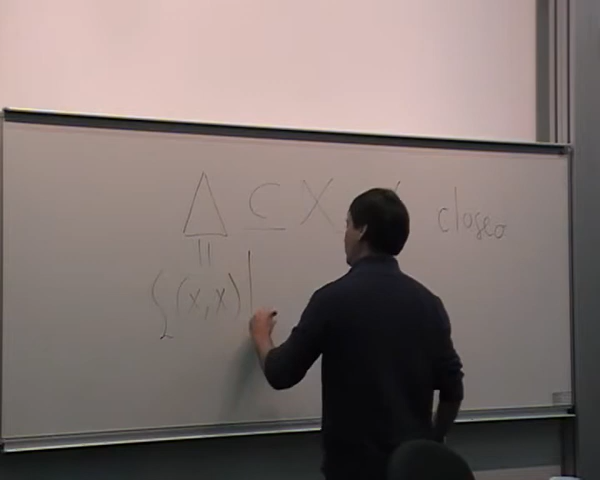 Δ ⊆ X closed
||
{(x,x)|